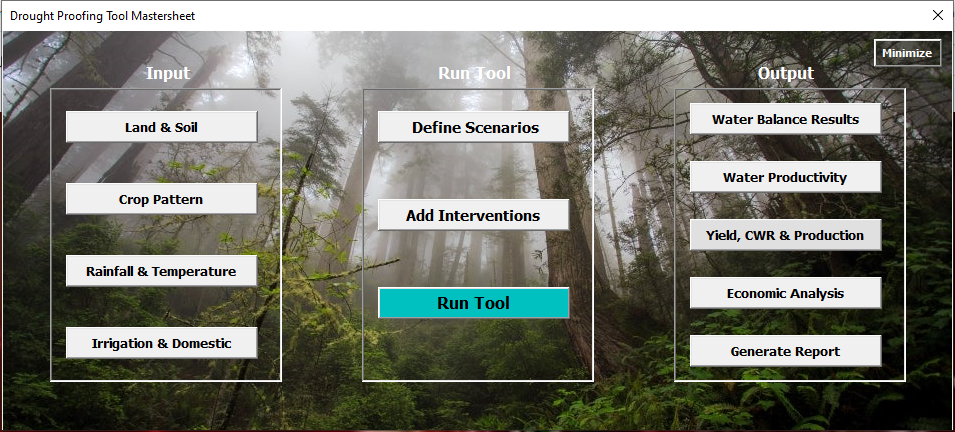 Drought Proofing Tool Mastersheet
Minimize
Input
Land & Soil
Crop Pattern
Rainfall & Temperature
Irrigation & Domestic
Run Tool
Define Scenarios
Add Interventions
Run Tool
Output
Water Balance Results
Water Productivity
Yield, CWR & Production
Economic Analysis
Generate Report